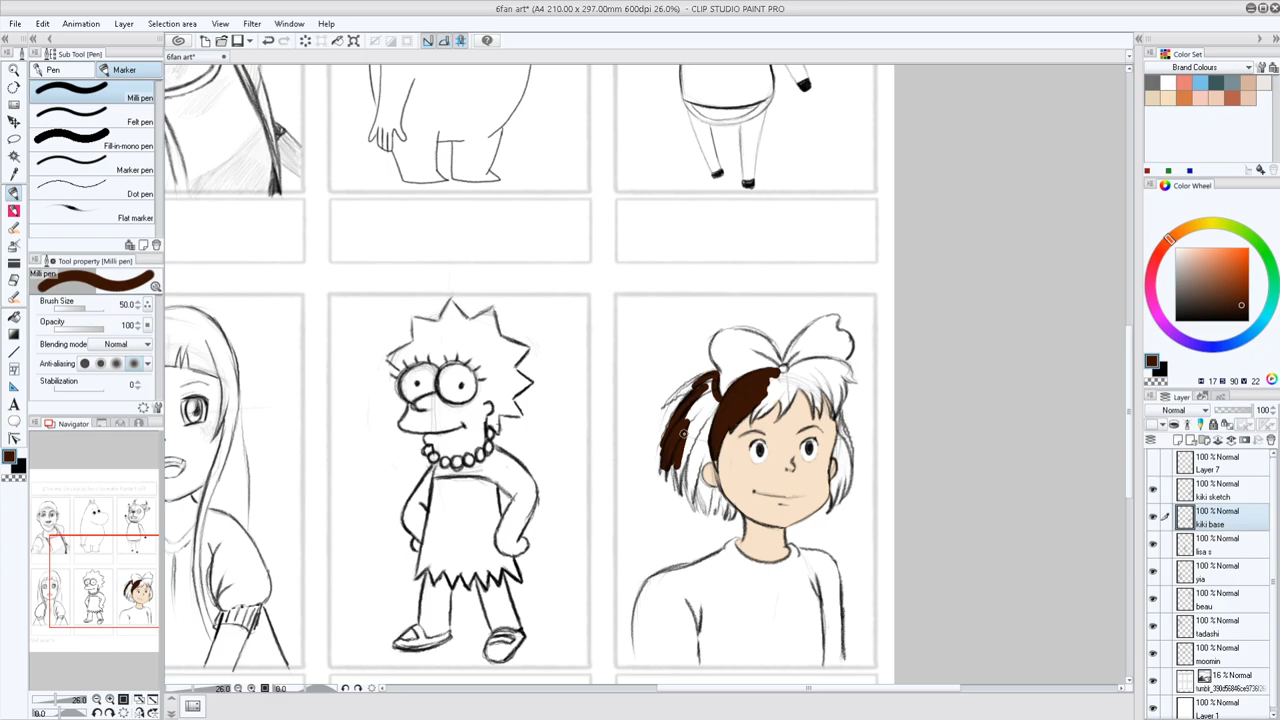 6fan art* (A4 210.00 x 297.00mm 600dpi 26.0%) - CLIP STUDIO PAINT PRO
File Edit Animation Layer Selection area View Filter Window Help
Sub Tool [Pen]
6fan art*
Pen Marker
Milli pen
Felt pen
Fill-in-mono pen
Marker pen
Dot pen
Flat marker
Tool property [Milli pen]
Milli pen
Brush Size 50.0
Opacity 100
Blending mode Normal
Anti-aliasing
Stabilization 0
Navigator
26.0
0.0
26.0 0.0
Color Set
Brand Colours
Color Wheel
H 17 S 90 V 22
Layer
Normal 100
100 % Normal
Layer 7
100 % Normal
kiki sketch
100 % Normal
kiki base
100 % Normal
lisa s
100 % Normal
yia
100 % Normal
beau
100 % Normal
tadashi
100 % Normal
moomin
16 % Normal
100 % Normal
Layer 1